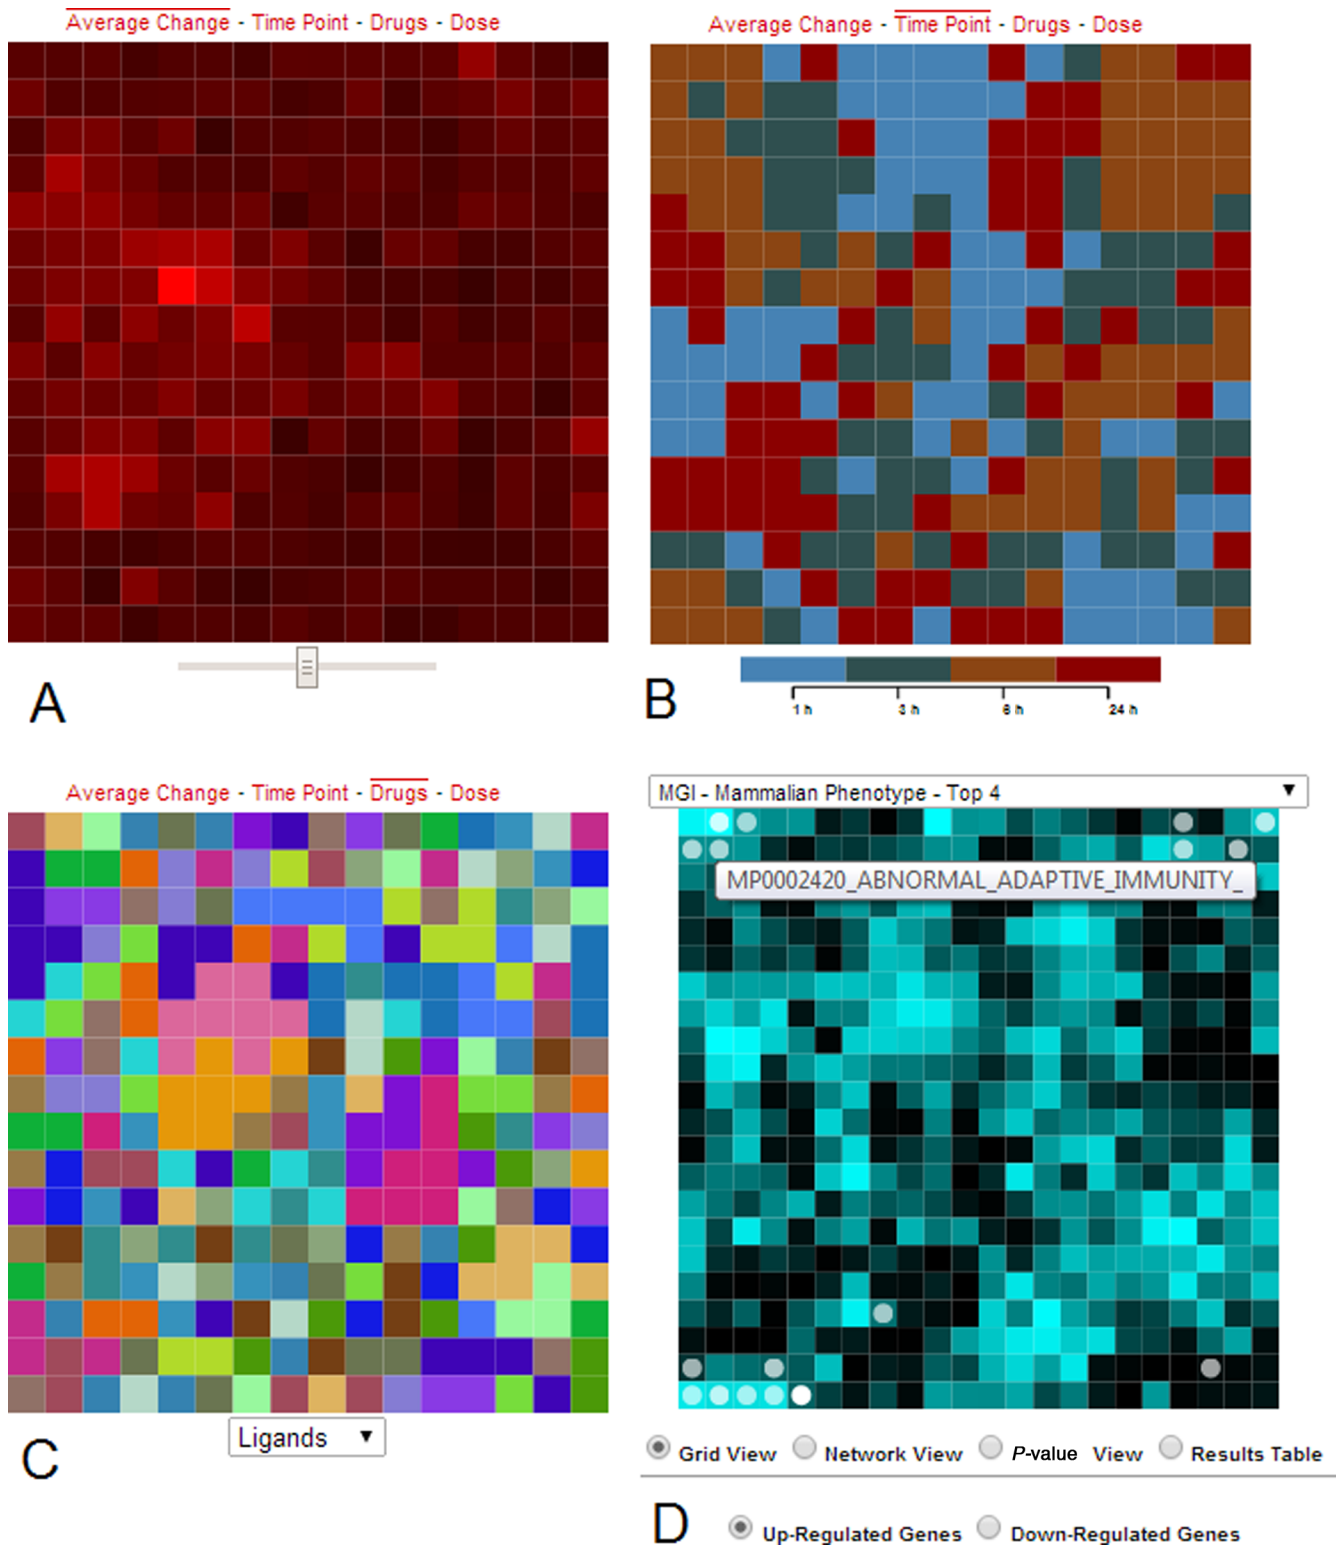 Average Change - Time Point - Drugs - Dose
Average Change - Time Point - Drugs - Dose
A
B
1 h 3 h 6 h 24 h
Average Change - Time Point - Drugs - Dose
MGI - Mammalian Phenotype - Top 4
MP0002420_ABNORMAL_ADAPTIVE_IMMUNITY_
Ligands
C
Grid View Network View P-value View Results Table
D
Up-Regulated Genes Down-Regulated Genes